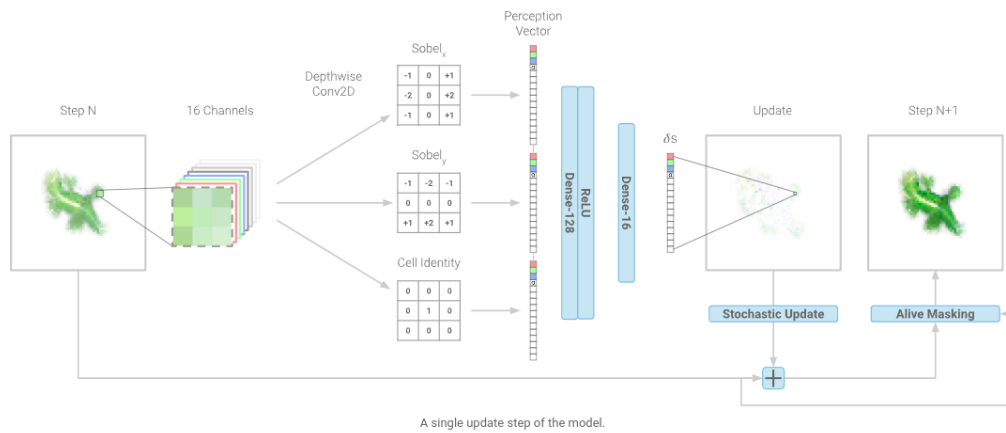 Perception
Vector
Sobelx
Depthwise
Conv2D
-1 0 +1
-2 0 +2
-1 0 +1
Step N
16 Channels
Update
Step N+1
δs
Sobely
-1 -2 -1
0 0 0
+1 +2 +1
α
α
α
α
Dense-128
ReLU
Dense-16
Cell Identity
0 0 0
0 1 0
0 0 0
Stochastic Update
Alive Masking
+
A single update step of the model.